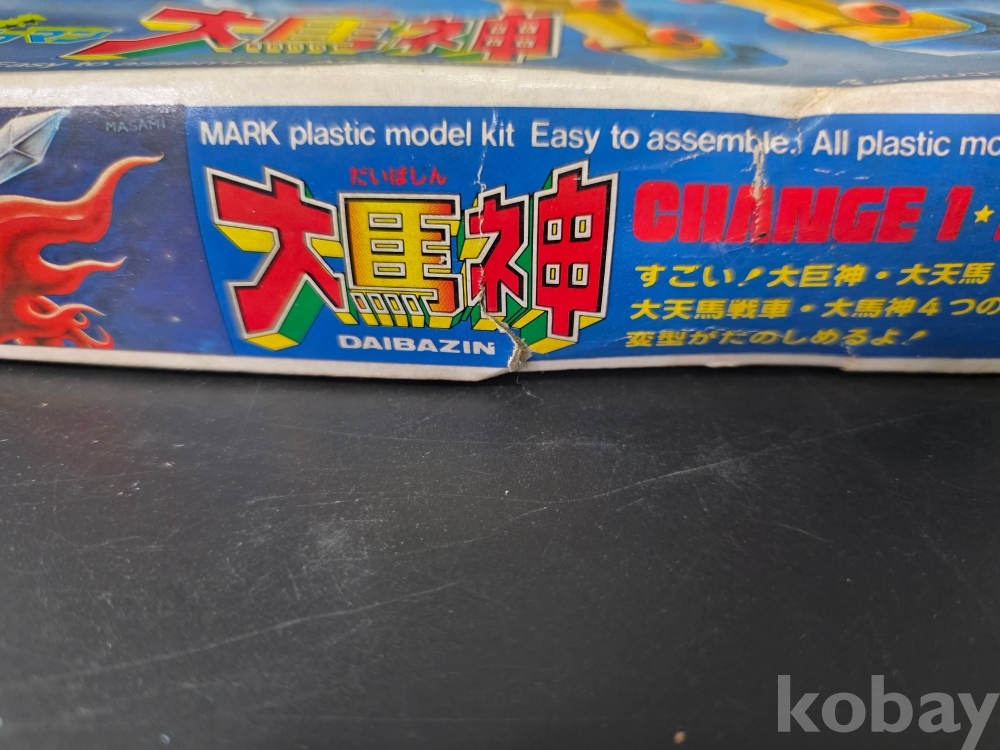 大馬神
MASAMI
MARK plastic model kit Easy to assemble. All plastic mo
だいばしん
大馬神
DAIBAZIN
CHANGE 1★
すごい!大巨神・大天馬
大天馬戦車・大馬神4つの
変型がたのしめるよ!
kobay